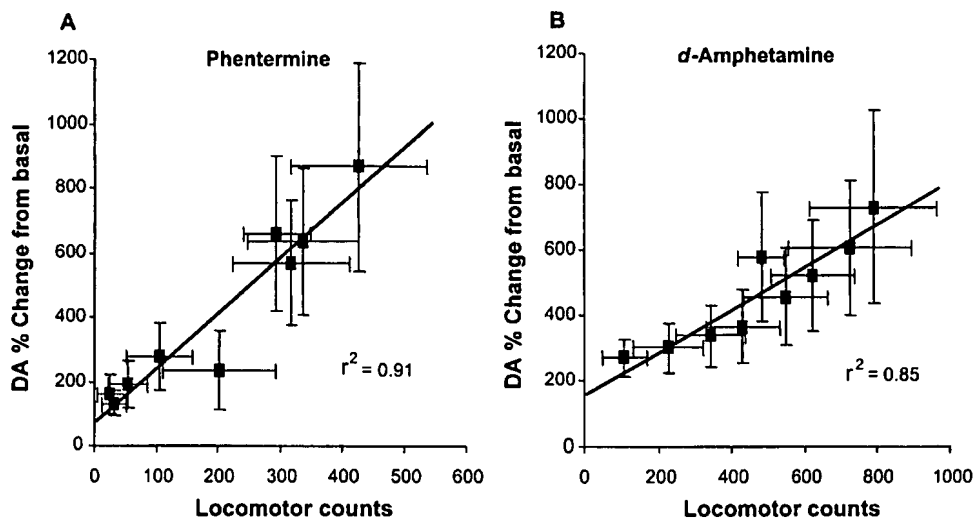 A
Phentermine
DA % Change from basal
1200
1000
800
600
400
200
0
r² = 0.91
0 100 200 300 400 500 600
Locomotor counts
B
d-Amphetamine
DA % Change from basal
1200
1000
800
600
400
200
0
r² = 0.85
0 200 400 600 800 1000
Locomotor counts